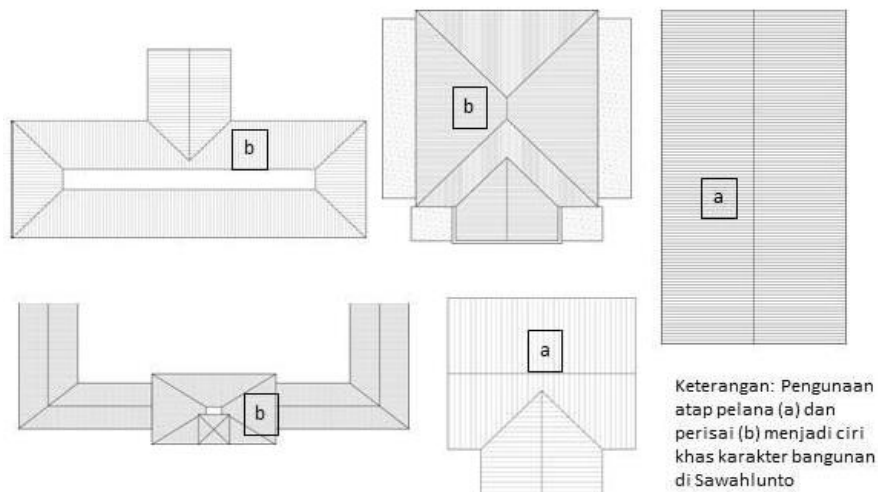 b
b
a
b
a
Keterangan: Pengunaan
atap pelana (a) dan
perisai (b) menjadi ciri
khas karakter bangunan
di Sawahlunto